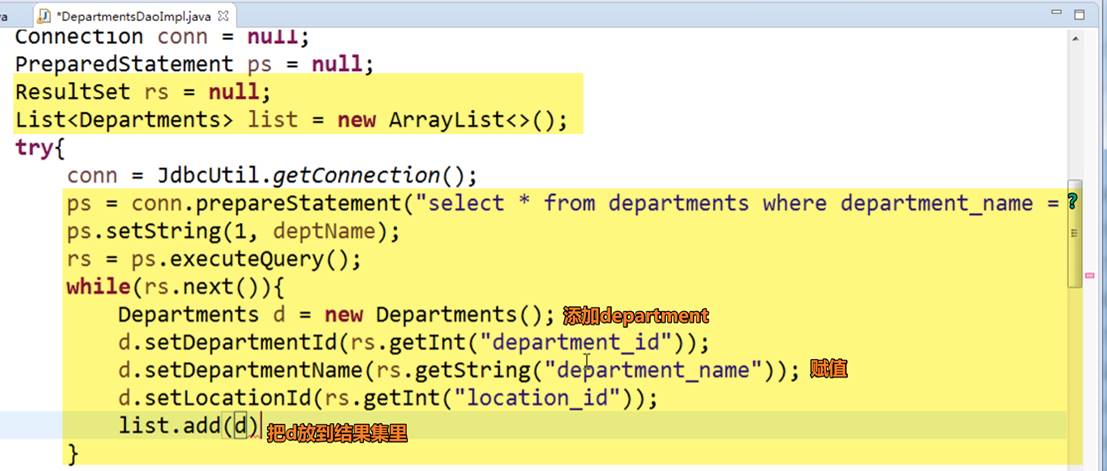 va *DepartmentsDaoImpl.java
Connection conn = null;
PreparedStatement ps = null;
ResultSet rs = null;
List<Departments> list = new ArrayList<>();
try{
conn = JdbcUtil.getConnection();
ps = conn.prepareStatement("select * from departments where department_name = ?
ps.setString(1, deptName);
rs = ps.executeQuery();
while(rs.next()){
Departments d = new Departments(); 添加department
d.setDepartmentId(rs.getInt("department_id"));
d.setDepartmentName(rs.getString("department_name")); 赋值
d.setLocationId(rs.getInt("location_id"));
list.add(d) 把d放到结果集里
}